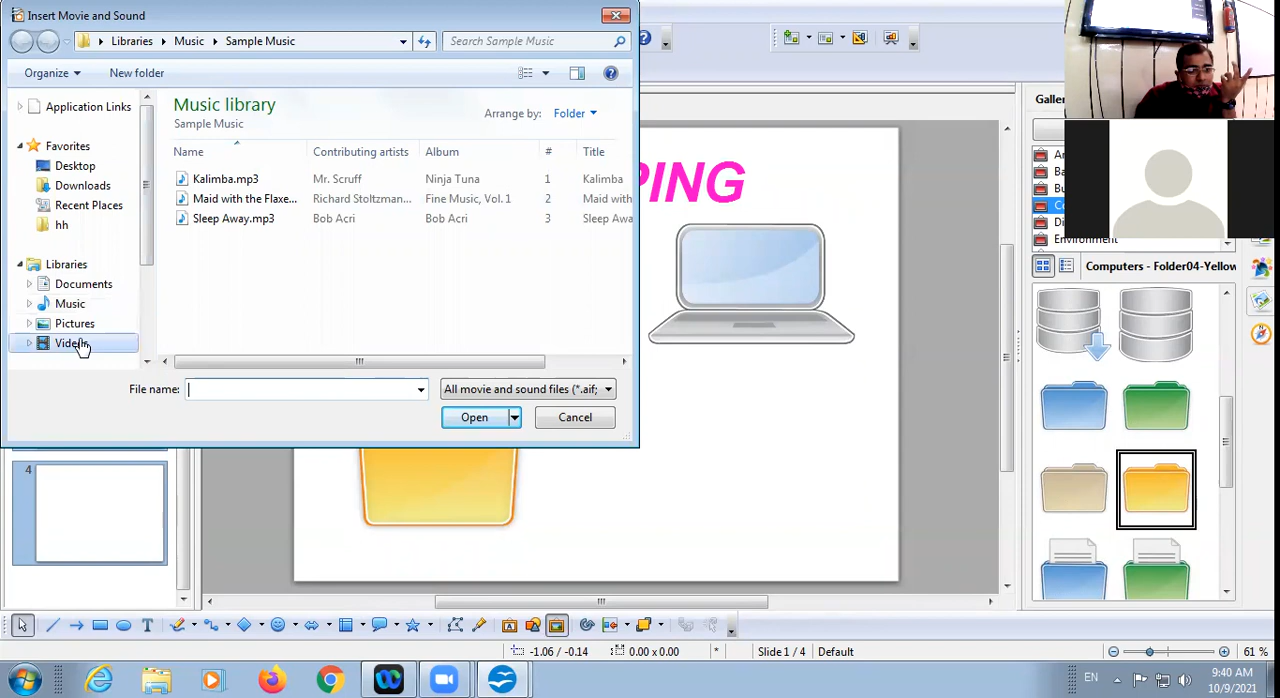 Insert Movie and Sound
Libraries
Music
Sample Music
Search Sample Music
Organize
New folder
Application Links
Favorites
Desktop
Downloads
Recent Places
hh
Libraries
Documents
Music
Pictures
Music library
Sample Music
Arrange by: Folder
Name Contributing artists Album # Title
Kalimba.mp3 Mr. Scruff Ninja Tuna 1 Kalimba
Maid with the Flaxe... Richard Stoltzman... Fine Music, Vol. 1 2 Maid with
Sleep Away.mp3 Bob Acri Bob Acri 3 Sleep Awa
File name:
All movie and sound files (*.aif;
Open
Cancel
PING
4
Environment
Computers - Folder04-Yellow
-1.06 / -0.14
0.00 x 0.00
*
Slide 1 / 4
Default
61 %
EN
9:40 AM
10/9/2021